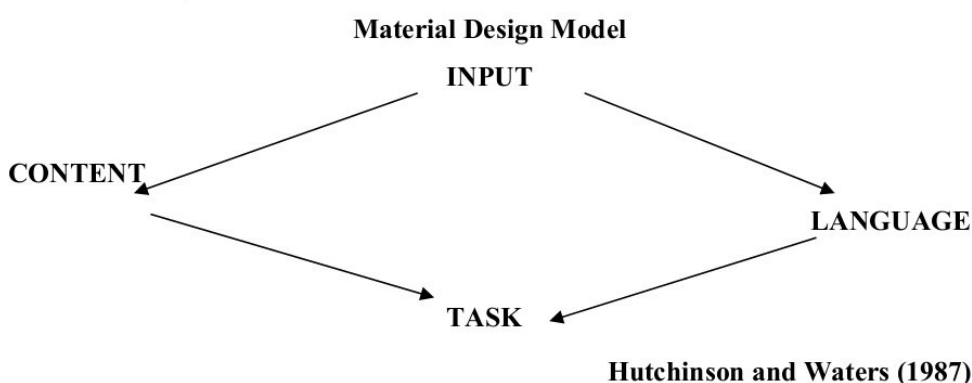 Material Design Model
INPUT
CONTENT
LANGUAGE
TASK
Hutchinson and Waters (1987)